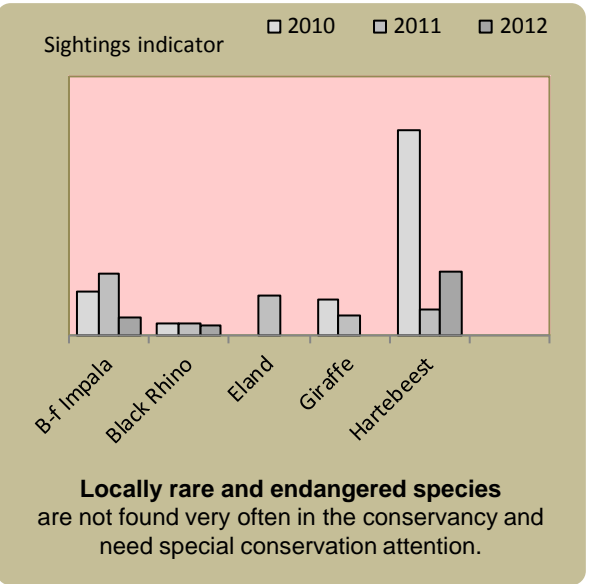 2010 2011 2012
Sightings indicator
B-f Impala
Black Rhino
Eland
Giraffe
Hartebeest
Locally rare and endangered species
are not found very often in the conservancy and
need special conservation attention.